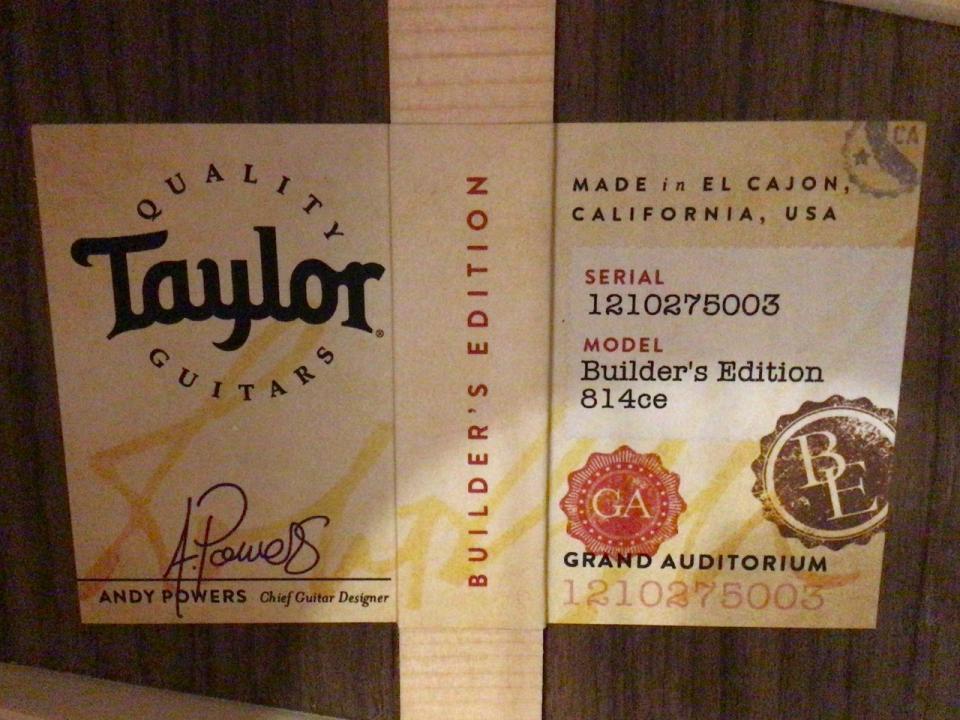 QUALITY
Taylor®
GUITARS
A. Powers
ANDY POWERS Chief Guitar Designer
BUILDER'S EDITION
CA
MADE in EL CAJON,
CALIFORNIA, USA
SERIAL
1210275003
MODEL
Builder's Edition
814ce
BE
GA
GRAND AUDITORIUM
1210275003